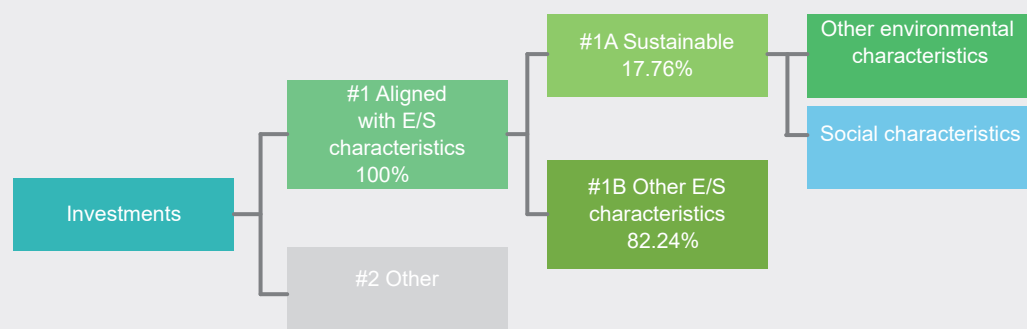 Investments
#1 Aligned
with E/S
characteristics
100%
#2 Other
#1A Sustainable
17.76%
#1B Other E/S
characteristics
82.24%
Other environmental
characteristics
Social characteristics